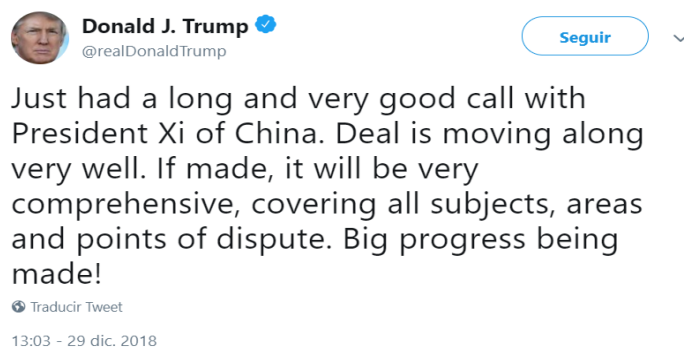 Donald J. Trump
@realDonaldTrump
Seguir
Just had a long and very good call with
President Xi of China. Deal is moving along
very well. If made, it will be very
comprehensive, covering all subjects, areas
and points of dispute. Big progress being
made!
Traducir Tweet
13:03 - 29 dic. 2018